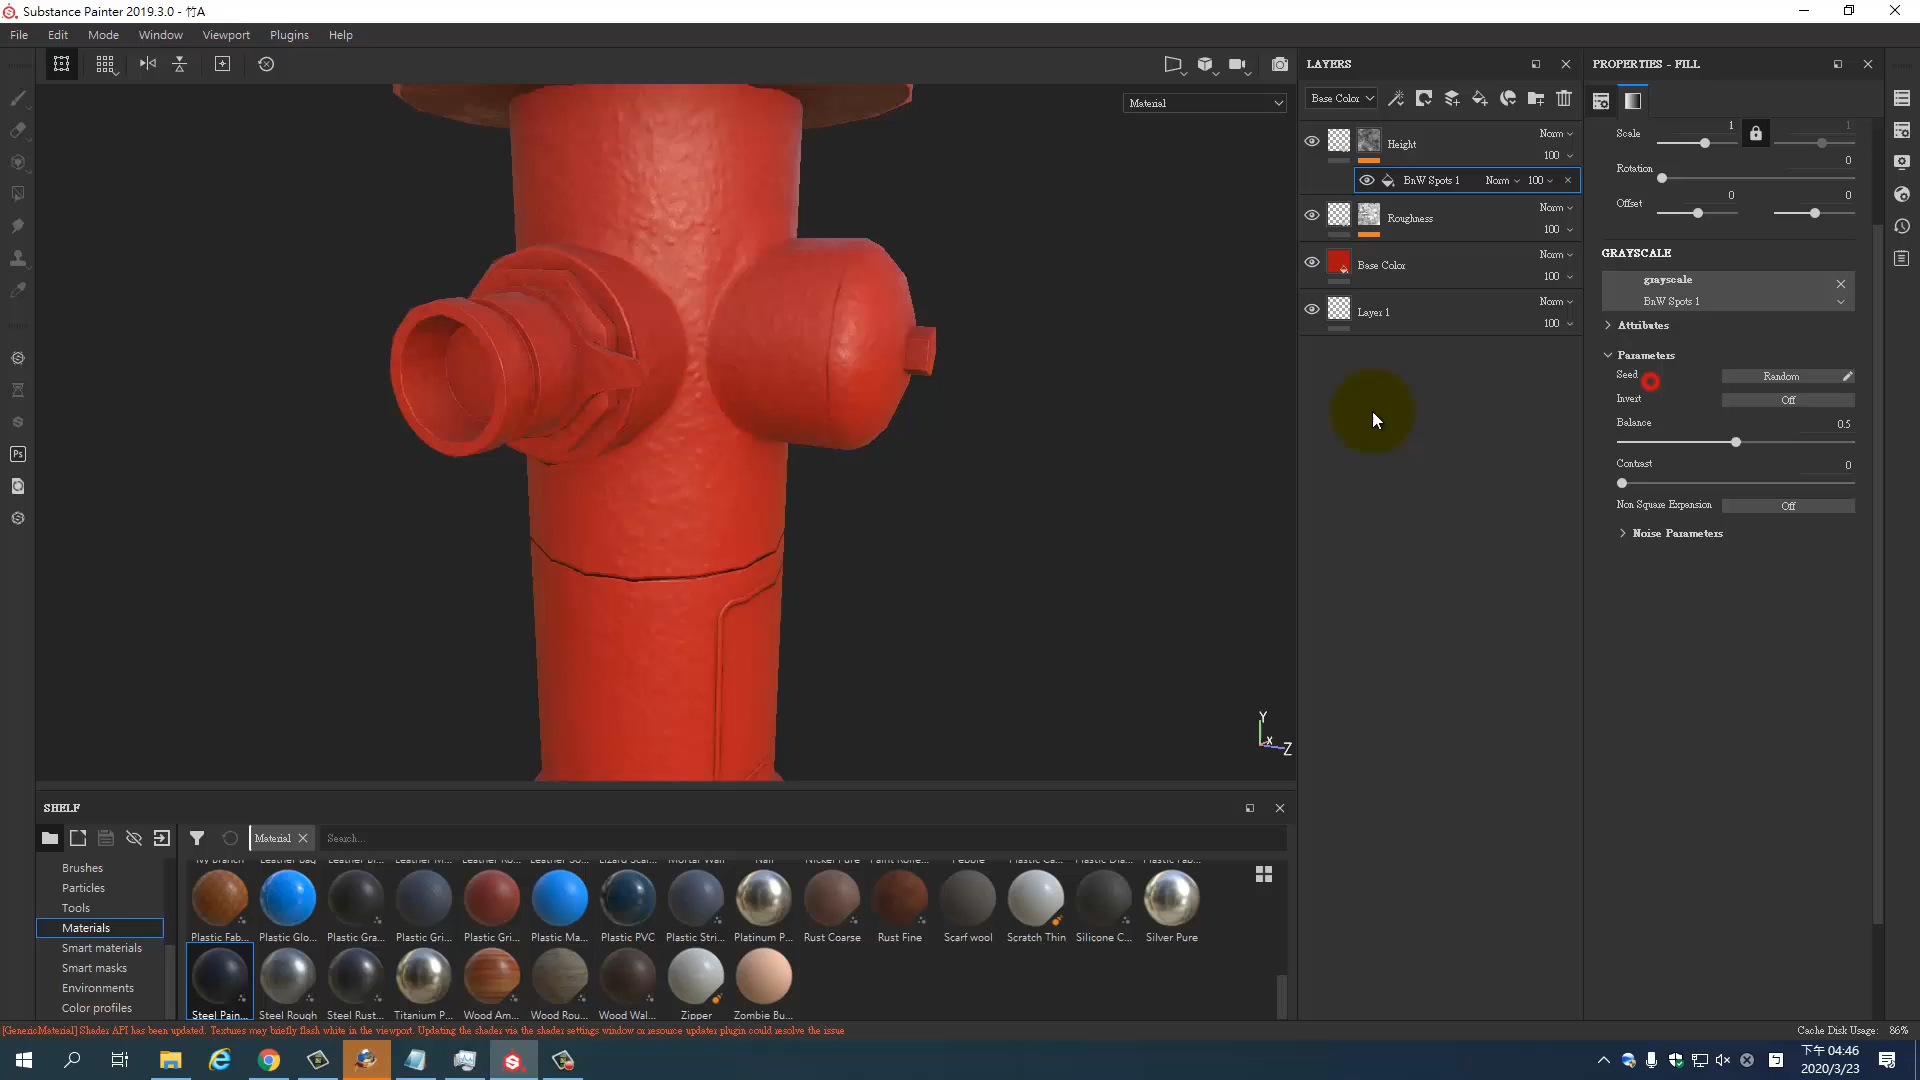 Substance Painter 2019.3.0 - 竹A
File Edit Mode Window Viewport Plugins Help
Material
LAYERS
Base Color
Height Norm 100
BnW Spots 1 Norm 100
Roughness Norm 100
Base Color Norm 100
Layer 1 Norm 100
PROPERTIES - FILL
Scale 1 1
Rotation 0
Offset 0 0
GRAYSCALE
grayscale
BnW Spots 1
Attributes
Parameters
Seed Random
Invert Off
Balance 0.5
Contrast 0
Non Square Expansion Off
Noise Parameters
Y
X
Z
SHELF
Material Search...
Brushes
Particles
Tools
Materials
Smart materials
Smart masks
Environments
Color profiles
Plastic Fab... Plastic Glo... Plastic Gra... Plastic Gri... Plastic Gri... Plastic Ma... Plastic PVC Plastic Stri... Platinum P... Rust Coarse Rust Fine Scarf wool Scratch Thin Silicone C... Silver Pure
Steel Pain... Steel Rough Steel Rust... Titanium P... Wood Am... Wood Rou... Wood Wal... Zipper Zombie Bu...
[GenericMaterial] Shader API has been updated. Textures may briefly flash white in the viewport. Updating the shader via the shader settings window or resource updater plugin could resolve the issue
Cache Disk Usage: 86%
Ps
下午 04:46
2020/3/23